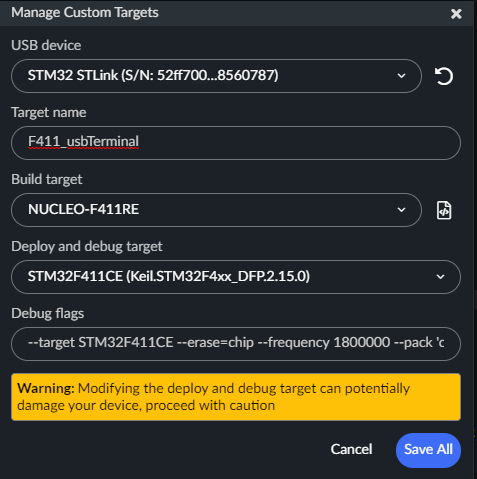 Manage Custom Targets
USB device
STM32 STLink (S/N: 52ff700...8560787)
Target name
F411_usbTerminal
Build target
NUCLEO-F411RE
Deploy and debug target
STM32F411CE (Keil.STM32F4xx_DFP.2.15.0)
Debug flags
--target STM32F411CE --erase=chip --frequency 1800000 --pack 'c
Warning: Modifying the deploy and debug target can potentially
damage your device, proceed with caution
Cancel Save All